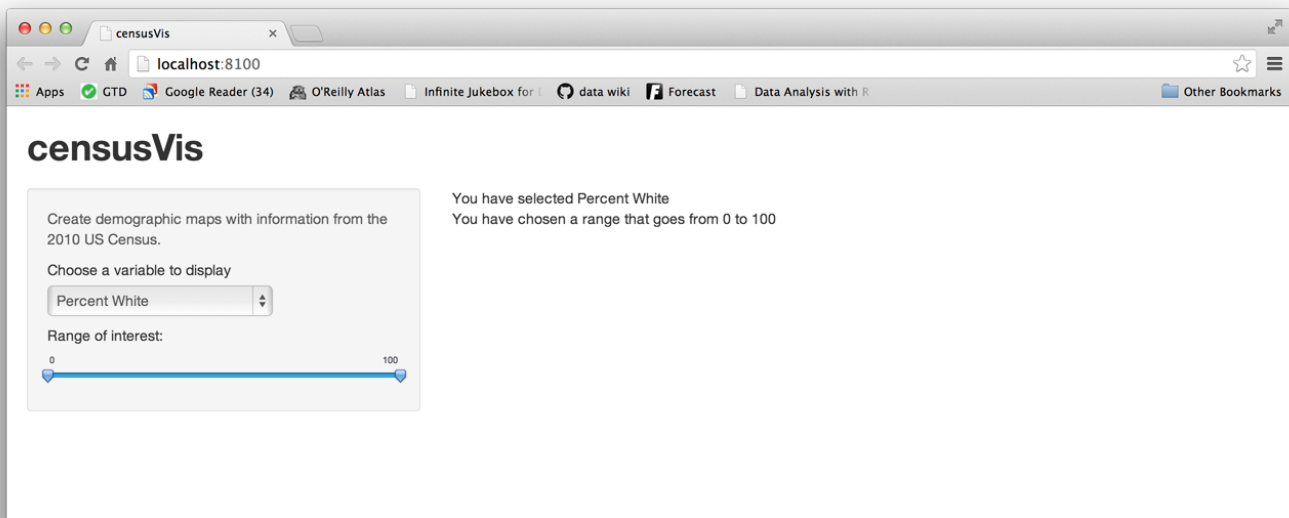 censusVis
localhost:8100
Apps GTD Google Reader (34) O'Reilly Atlas Infinite Jukebox for data wiki Forecast Data Analysis with R Other Bookmarks
censusVis
Create demographic maps with information from the
2010 US Census.
Choose a variable to display
Percent White
Range of interest:
0 100
You have selected Percent White
You have chosen a range that goes from 0 to 100